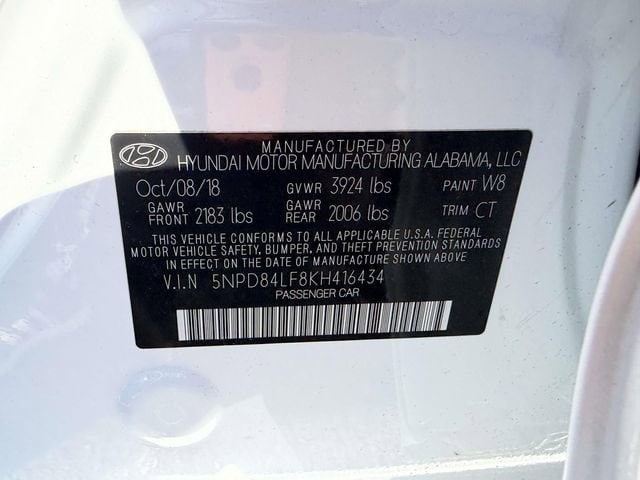 MANUFACTURED BY
HYUNDAI MOTOR MANUFACTURING ALABAMA, LLC
Oct/08/18 GVWR 3924 lbs PAINT W8
GAWR FRONT 2183 lbs GAWR REAR 2006 lbs TRIM CT
THIS VEHICLE CONFORMS TO ALL APPLICABLE U.S.A. FEDERAL
MOTOR VEHICLE SAFETY, BUMPER, AND THEFT PREVENTION STANDARDS
IN EFFECT ON THE DATE OF MANUFACTURE SHOWN ABOVE.
V.I.N 5NPD84LF8KH416434
PASSENGER CAR